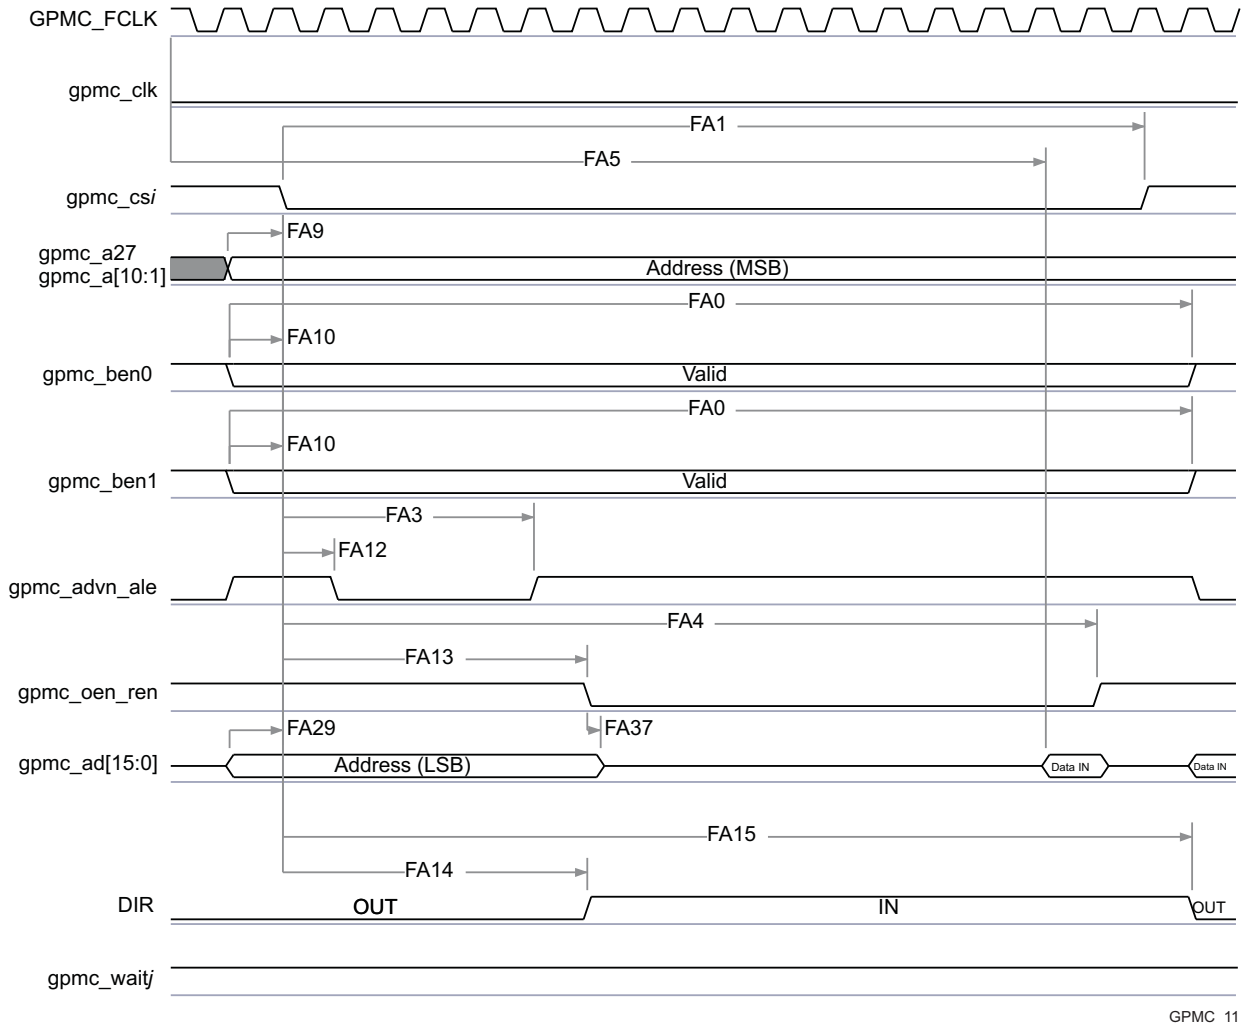 GPMC_FCLK
gpmc_clk
FA1
FA5
gpmc_csi
FA9
gpmc_a27
gpmc_a[10:1]
Address (MSB)
FA0
FA10
gpmc_ben0
Valid
FA0
FA10
gpmc_ben1
Valid
FA3
FA12
gpmc_advn_ale
FA4
FA13
gpmc_oen_ren
FA29
FA37
gpmc_ad[15:0]
Address (LSB)
Data IN
Data IN
FA15
FA14
DIR
OUT
IN
OUT
gpmc_waitj
GPMC_11